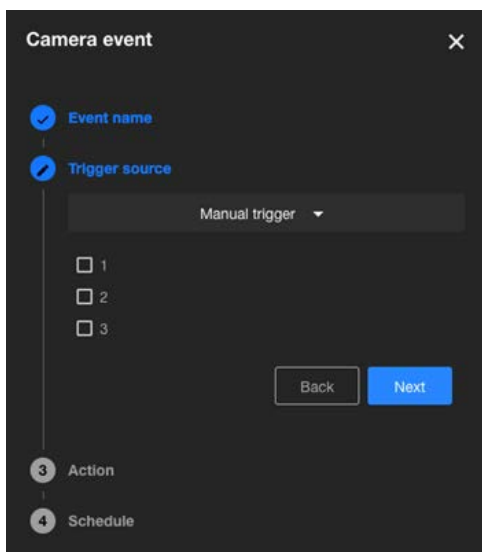 Camera event
Event name
Trigger source
Manual trigger
1
2
3
Back
Next
3
Action
4
Schedule